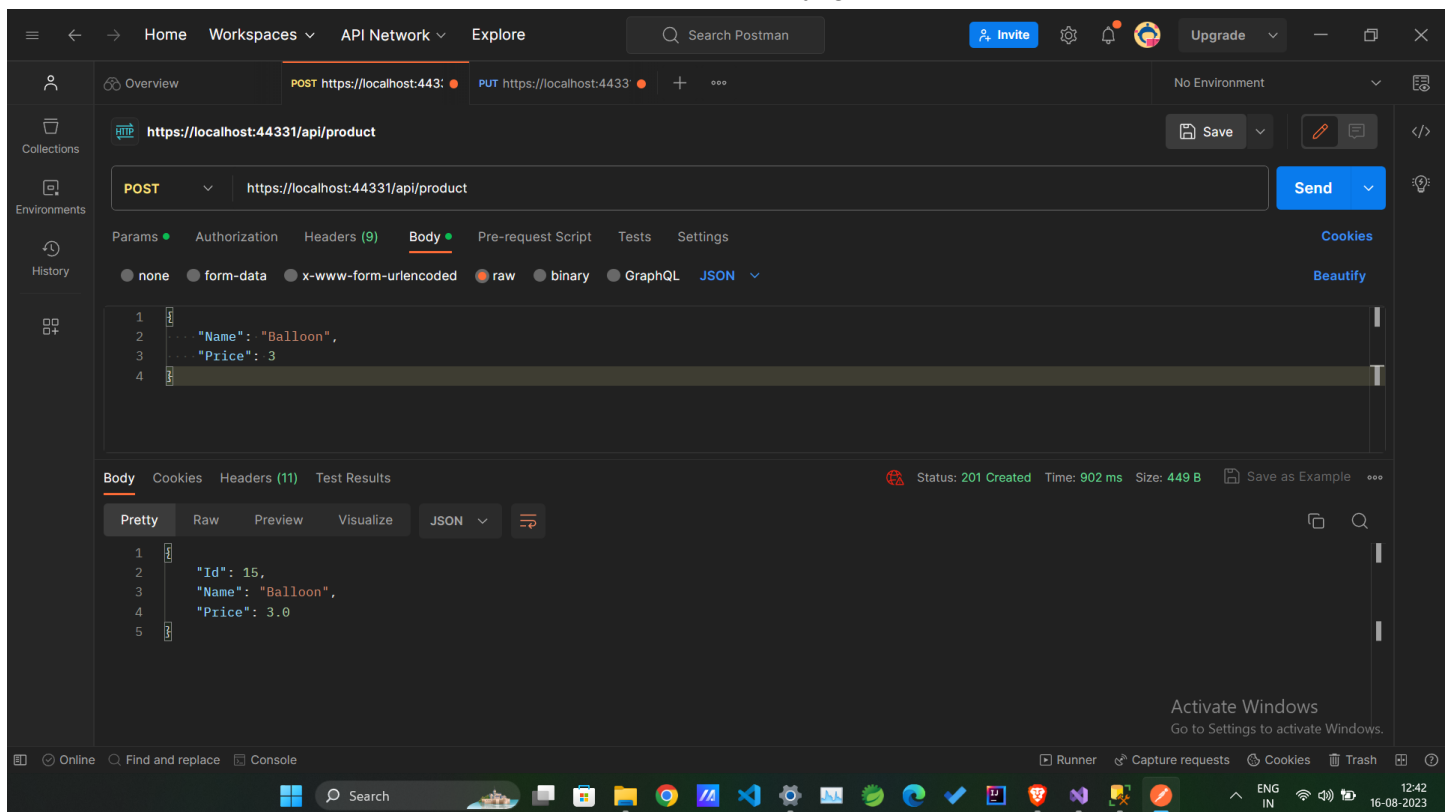 Home Workspaces API Network Explore Search Postman Invite Upgrade
Overview POST https://localhost:443: PUT https://localhost:4433 No Environment
HTTP https://localhost:44331/api/product Save
Collections
POST https://localhost:44331/api/product Send
Environments
Params Authorization Headers (9) Body Pre-request Script Tests Settings Cookies
History
none form-data x-www-form-urlencoded raw binary GraphQL JSON Beautify
1 {
2 "Name": "Balloon",
3 "Price": 3
4 }
Body Cookies Headers (11) Test Results Status: 201 Created Time: 902 ms Size: 449 B Save as Example
Pretty Raw Preview Visualize JSON
1 {
2 "Id": 15,
3 "Name": "Balloon",
4 "Price": 3.0
5 }
Activate Windows
Go to Settings to activate Windows.
Online Find and replace Console Runner Capture requests Cookies Trash
Search ENG 12:42
IN 16-08-2023